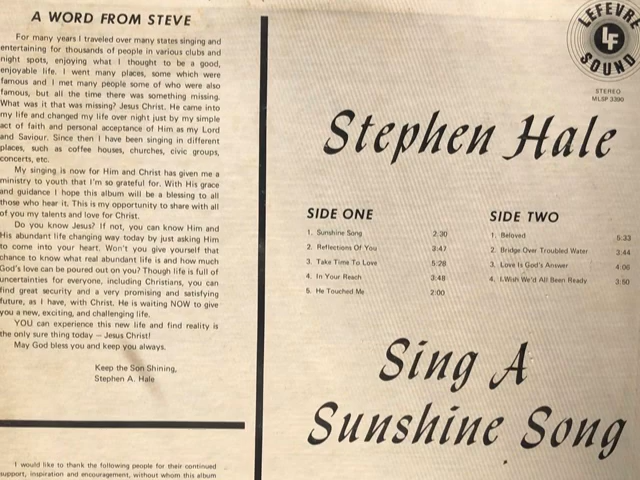 A WORD FROM STEVE
For many years I traveled over many states singing and
entertaining for thousands of people in various clubs and
night spots, enjoying what I thought to be a good,
enjoyable life. I went many places, some which were
famous and I met many people some of who were also
famous, but all the time there was something missing.
What was it that was missing? Jesus Christ. He came into
my life and changed my life over night just by my simple
act of faith and personal acceptance of Him as my Lord
and Saviour. Since then I have been singing in different
places, such as coffee houses, churches, civic groups,
concerts, etc.
My singing is now for Him and Christ has given me a
ministry to youth that I'm so grateful for. With His grace
and guidance I hope this album will be a blessing to all
those who hear it. This is my opportunity to share with all
of you my talents and love for Christ.
Do you know Jesus? If not, you can know Him and
His abundant life changing way today by just asking Him
to come into your heart. Won't you give yourself that
chance to know what real abundant life is and how much
God's love can be poured out on you? Though life is full of
uncertainties for everyone, including Christians, you can
find great security and a very promising and satisfying
future, as I have, with Christ. He is waiting NOW to give
you a new, exciting, and challenging life.
YOU can experience this new life and find reality is
the only sure thing today — Jesus Christ!
May God bless you and keep you always.
Keep the Son Shining,
Stephen A. Hale
I would like to thank the following people for their continued
support, inspiration and encouragement, without whom this album
LEFEVRE
LF
SOUND
STEREO
MLSP 3390
Stephen Hale
SIDE ONE
1. Sunshine Song 2:30
2. Reflections Of You 3:47
3. Take Time To Love 5:28
4. In Your Reach 3:48
5. He Touched Me 2:00
SIDE TWO
1. Beloved 5:33
2. Bridge Over Troubled Water 3:44
3. Love Is God's Answer 4:06
4. I Wish We'd All Been Ready 3:50
Sing A
Sunshine Song